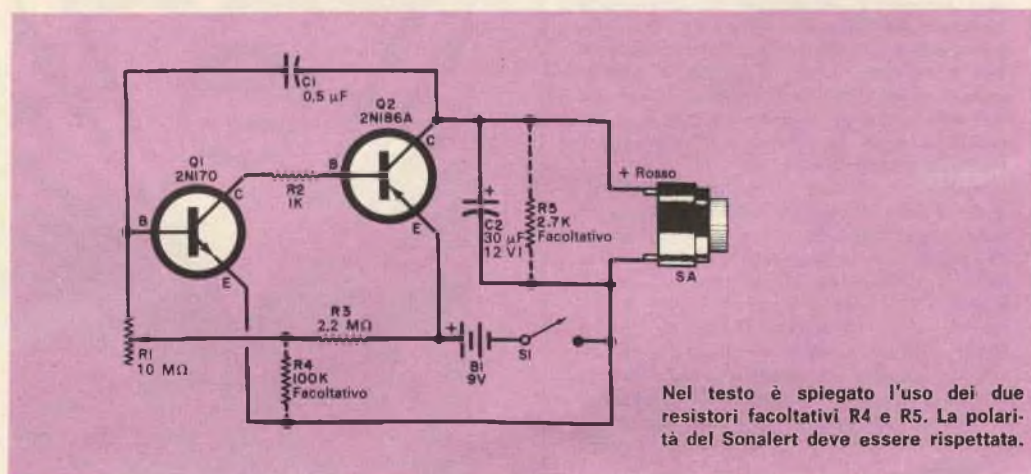 C1
0,5 µF
Q2
2N186A
Q1
2N170
C
B
R2
1K
C
B
E
E
+
C2
30 µF
12 V1
R5
2.7K
Facoltativo
+ Rosso
SA
R3
2,2 MΩ
R1
10 MΩ
R4
100K
Facoltativo
+
B1
9V
S1
Nel testo è spiegato l'uso dei due
resistori facoltativi R4 e R5. La polari-
tà del Sonalert deve essere rispettata.